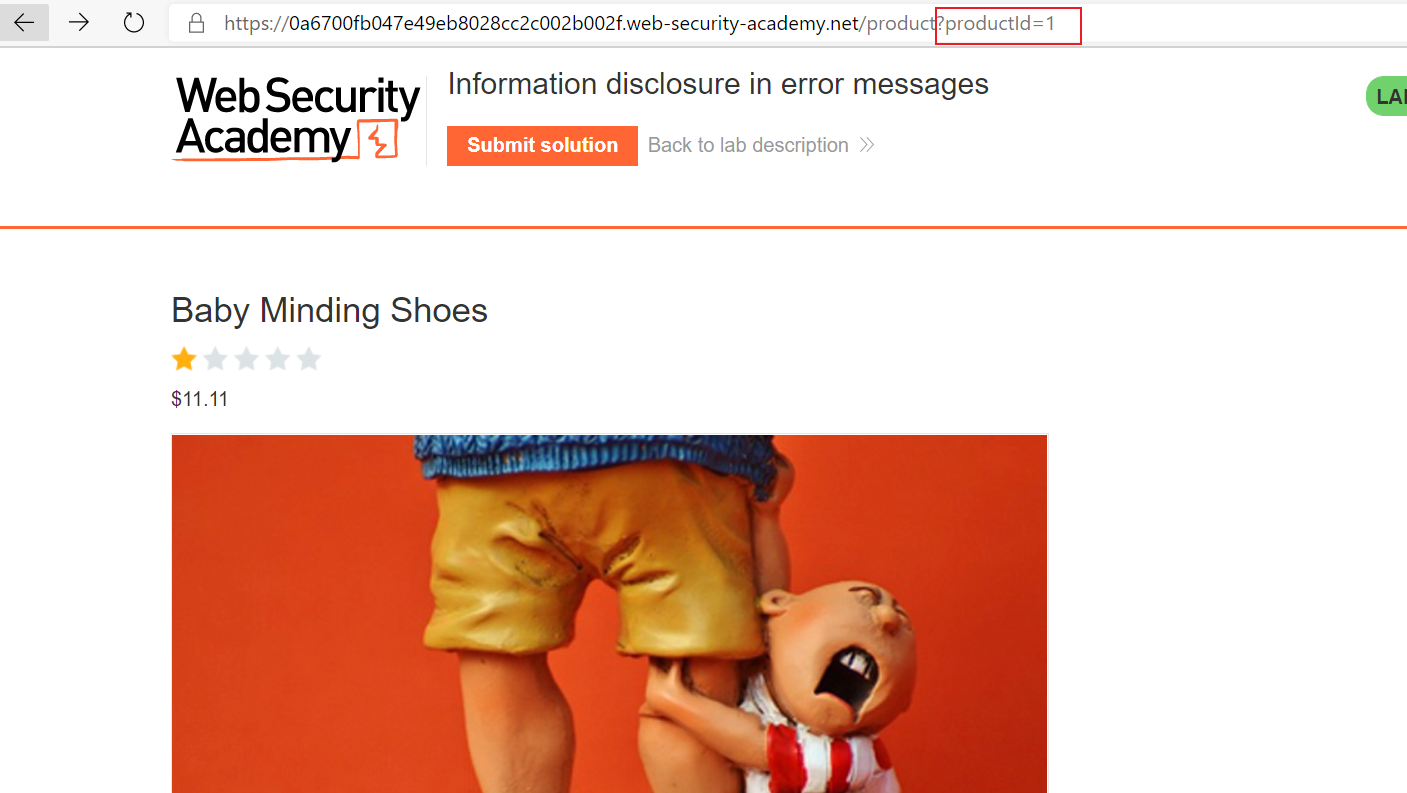 https://0a6700fb047e49eb8028cc2c002b002f.web-security-academy.net/product?productId=1
Web Security
Academy
Information disclosure in error messages
LAB
Submit solution
Back to lab description
Baby Minding Shoes
$11.11